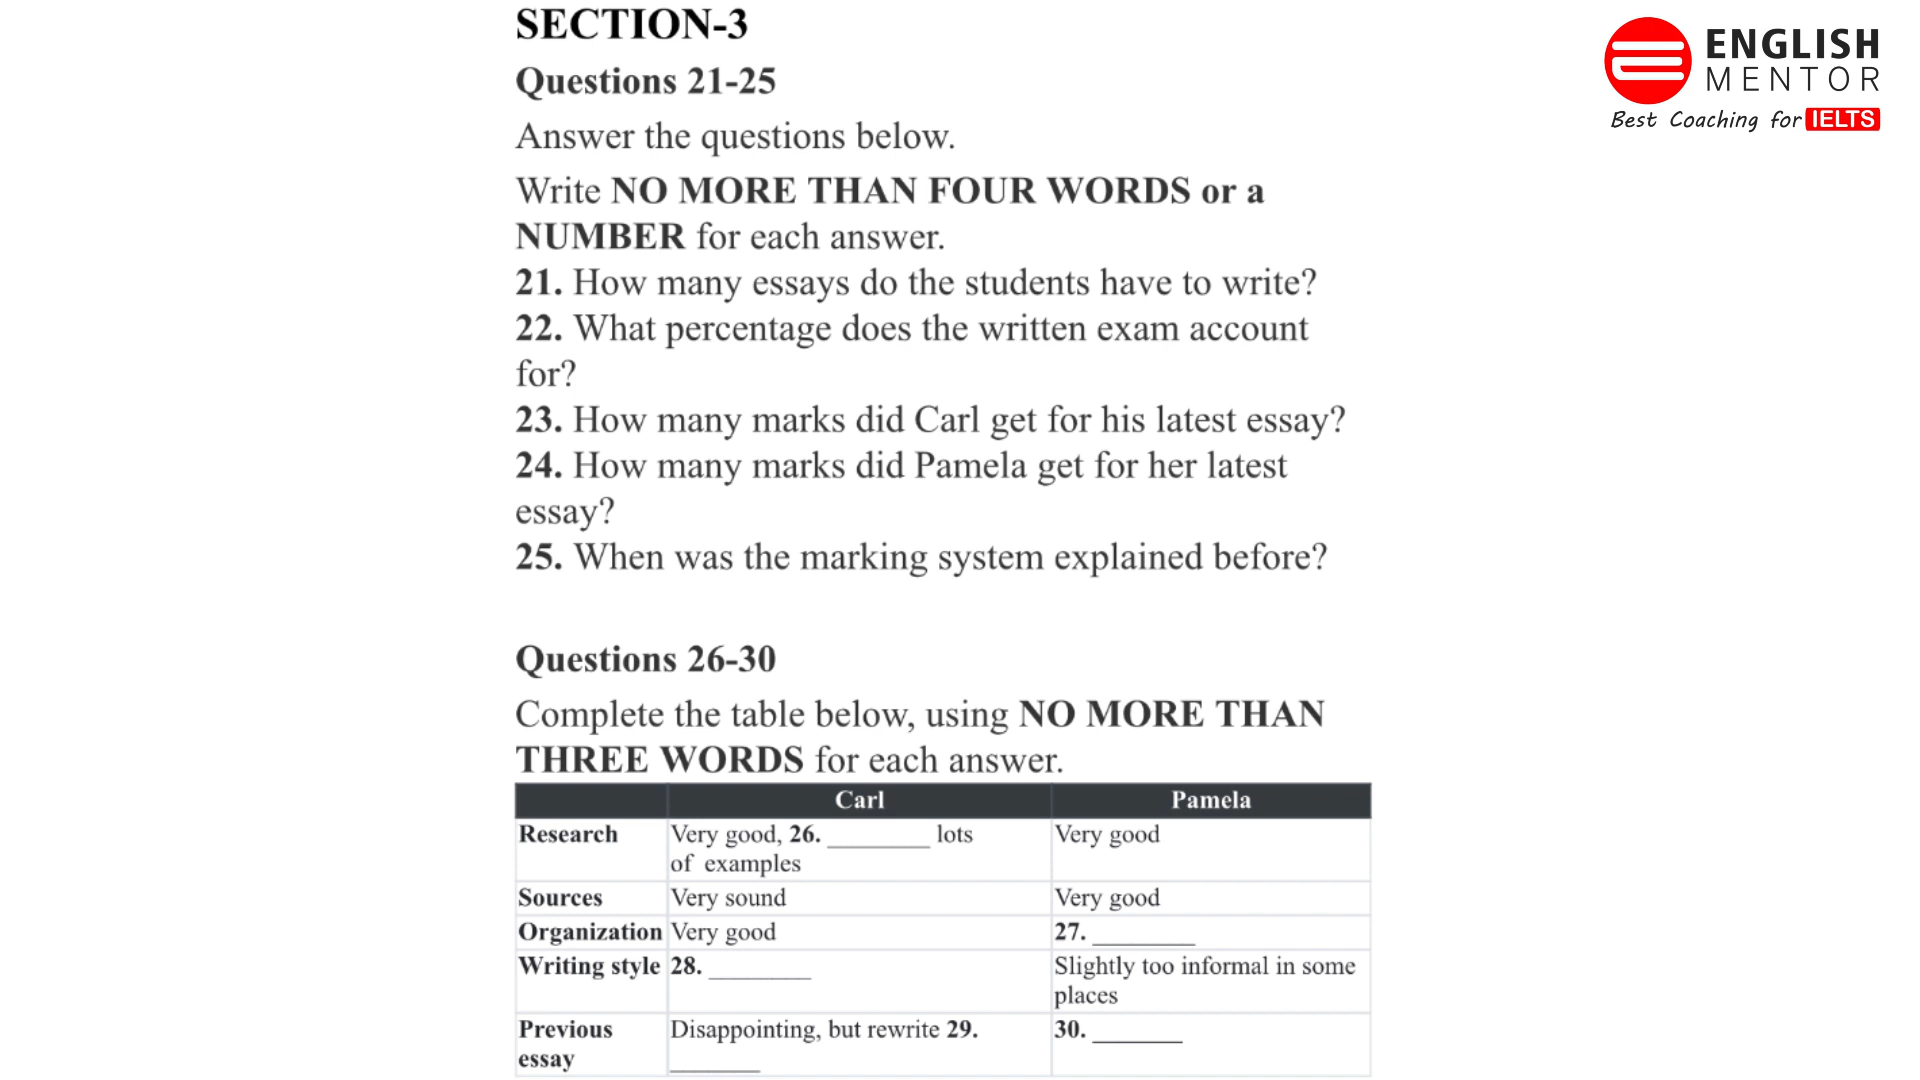 SECTION-3
Questions 21-25
Answer the questions below.
Write NO MORE THAN FOUR WORDS or a
NUMBER for each answer.
21. How many essays do the students have to write?
22. What percentage does the written exam account
for?
23. How many marks did Carl get for his latest essay?
24. How many marks did Pamela get for her latest
essay?
25. When was the marking system explained before?
Questions 26-30
Complete the table below, using NO MORE THAN
THREE WORDS for each answer.
Carl Pamela
Research Very good, 26. ________ lots Very good
of examples
Sources Very sound Very good
Organization Very good 27. ________
Writing style 28. ________ Slightly too informal in some
places
Previous Disappointing, but rewrite 29. 30. _______
essay _______
ENGLISH
MENTOR
Best Coaching for IELTS